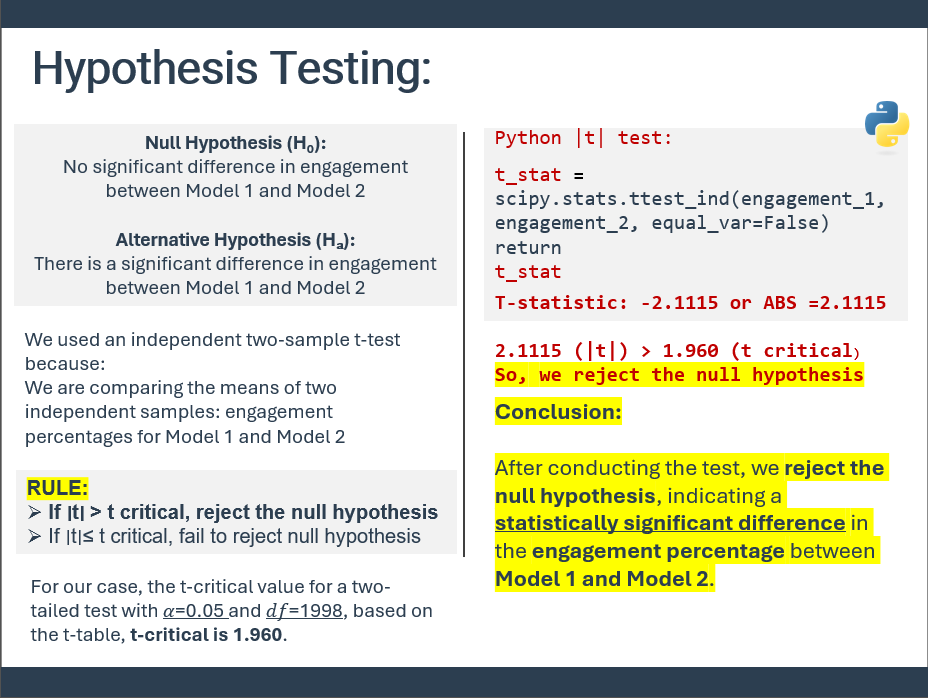 Hypothesis Testing:
Null Hypothesis (H₀):
No significant difference in engagement
between Model 1 and Model 2
Alternative Hypothesis (Hₐ):
There is a significant difference in engagement
between Model 1 and Model 2
We used an independent two-sample t-test
because:
We are comparing the means of two
independent samples: engagement
percentages for Model 1 and Model 2
RULE:
➢ If |t| > t critical, reject the null hypothesis
➢ If |t|≤ t critical, fail to reject null hypothesis
For our case, the t-critical value for a two-
tailed test with α=0.05 and df=1998, based on
the t-table, t-critical is 1.960.
Python |t| test:
t_stat =
scipy.stats.ttest_ind(engagement_1,
engagement_2, equal_var=False)
return
t_stat
T-statistic: -2.1115 or ABS =2.1115
2.1115 (|t|) > 1.960 (t critical)
So, we reject the null hypothesis
Conclusion:
After conducting the test, we reject the
null hypothesis, indicating a
statistically significant difference in
the engagement percentage between
Model 1 and Model 2.